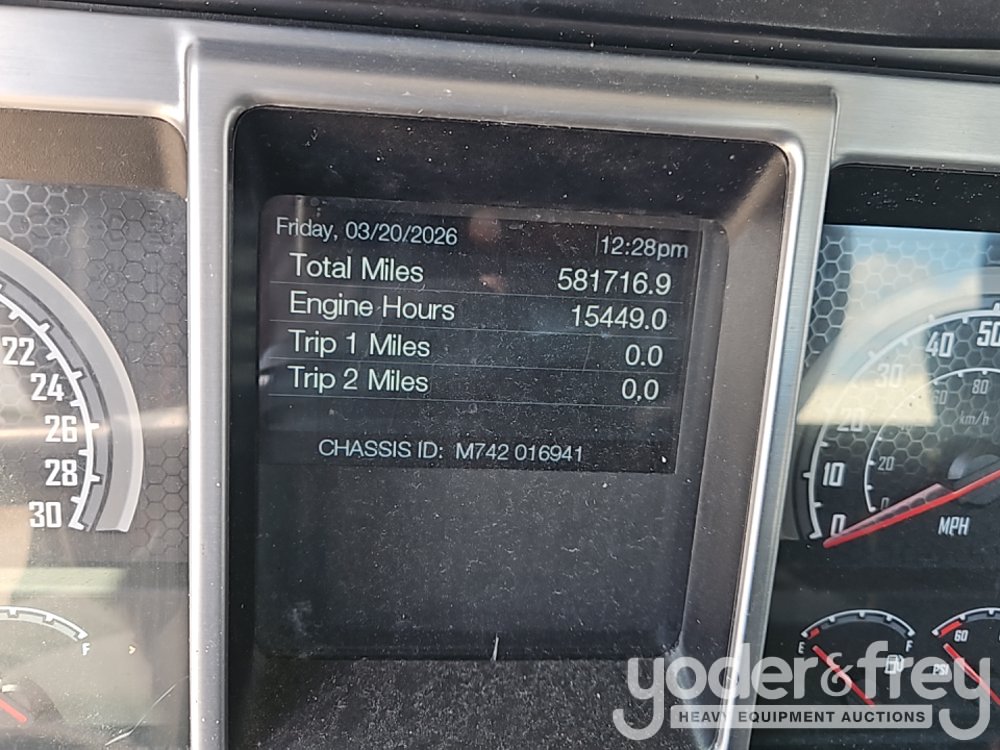 Friday, 03/20/2026 12:28pm
Total Miles 581716.9
Engine Hours 15449.0
Trip 1 Miles 0.0
Trip 2 Miles 0.0
CHASSIS ID: M742 016941
22
24
26
28
30
F
0
10
20
30
40
50
0
20
60
80
km/h
MPH
E
F
60
PSI
yoder&frey
HEAVY EQUIPMENT AUCTIONS